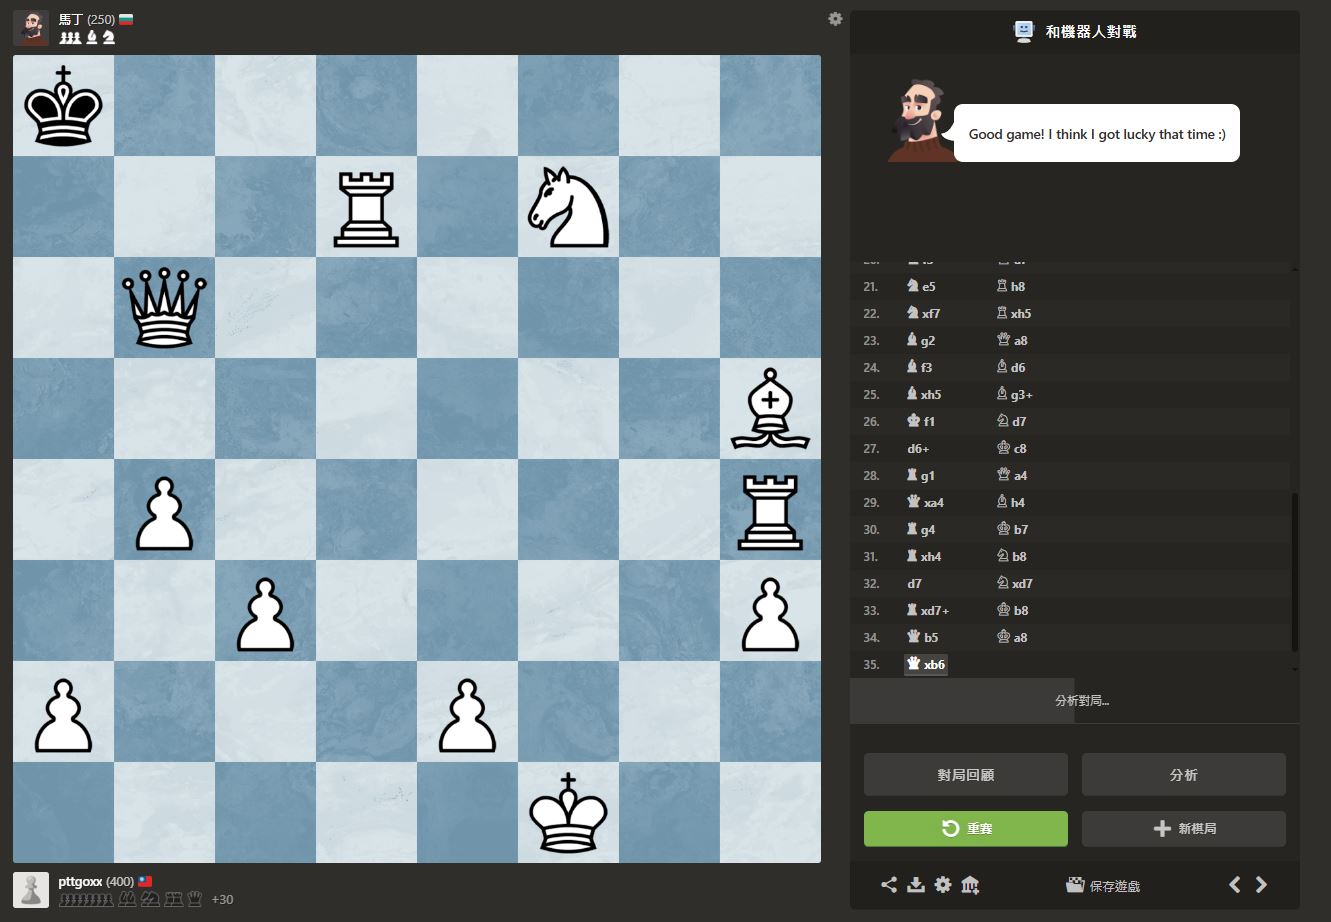 馬丁 (250)
和機器人對戰
Good game! I think I got lucky that time :)
21. e5 h8
22. xf7 xh5
23. g2 a8
24. f3 d6
25. xh5 g3+
26. f1 d7
27. d6+ c8
28. g1 a4
29. xa4 h4
30. g4 b7
31. xh4 b8
32. d7 xd7
33. xd7+ b8
34. b5 a8
35. xb6
分析對局...
對局回顧 分析
重賽 新棋局
pttgoxx (400)
+30
保存遊戲